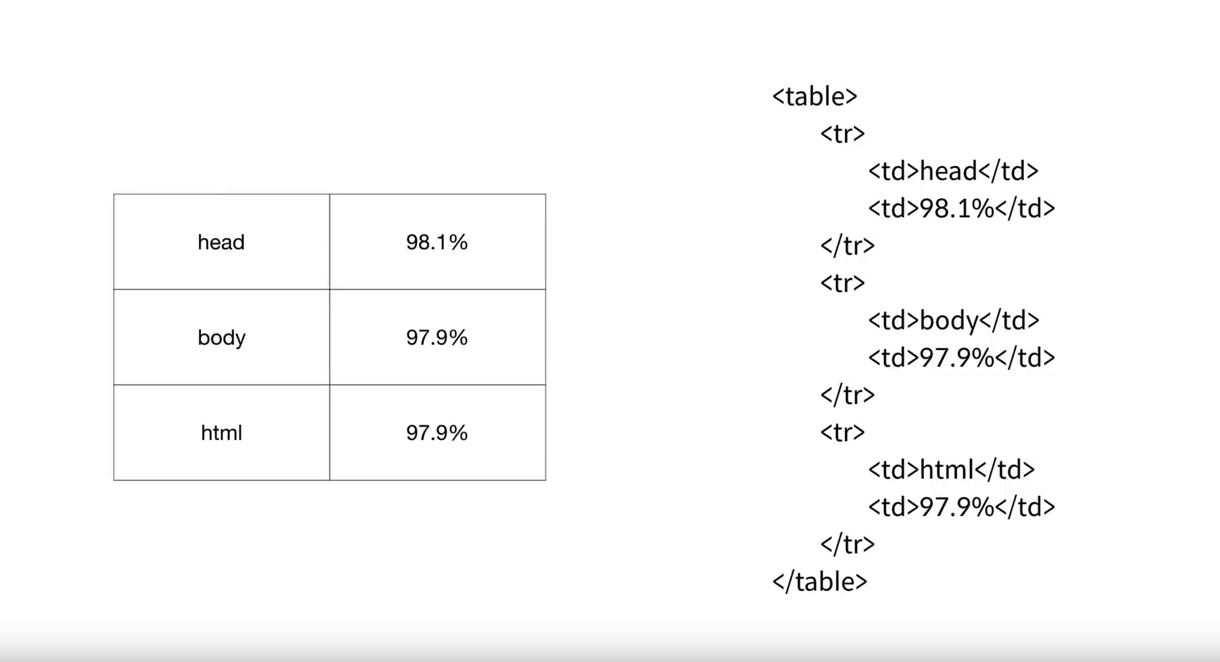 head 98.1%
body 97.9%
html 97.9%
<table>
<tr>
<td>head</td>
<td>98.1%</td>
</tr>
<tr>
<td>body</td>
<td>97.9%</td>
</tr>
<tr>
<td>html</td>
<td>97.9%</td>
</tr>
</table>